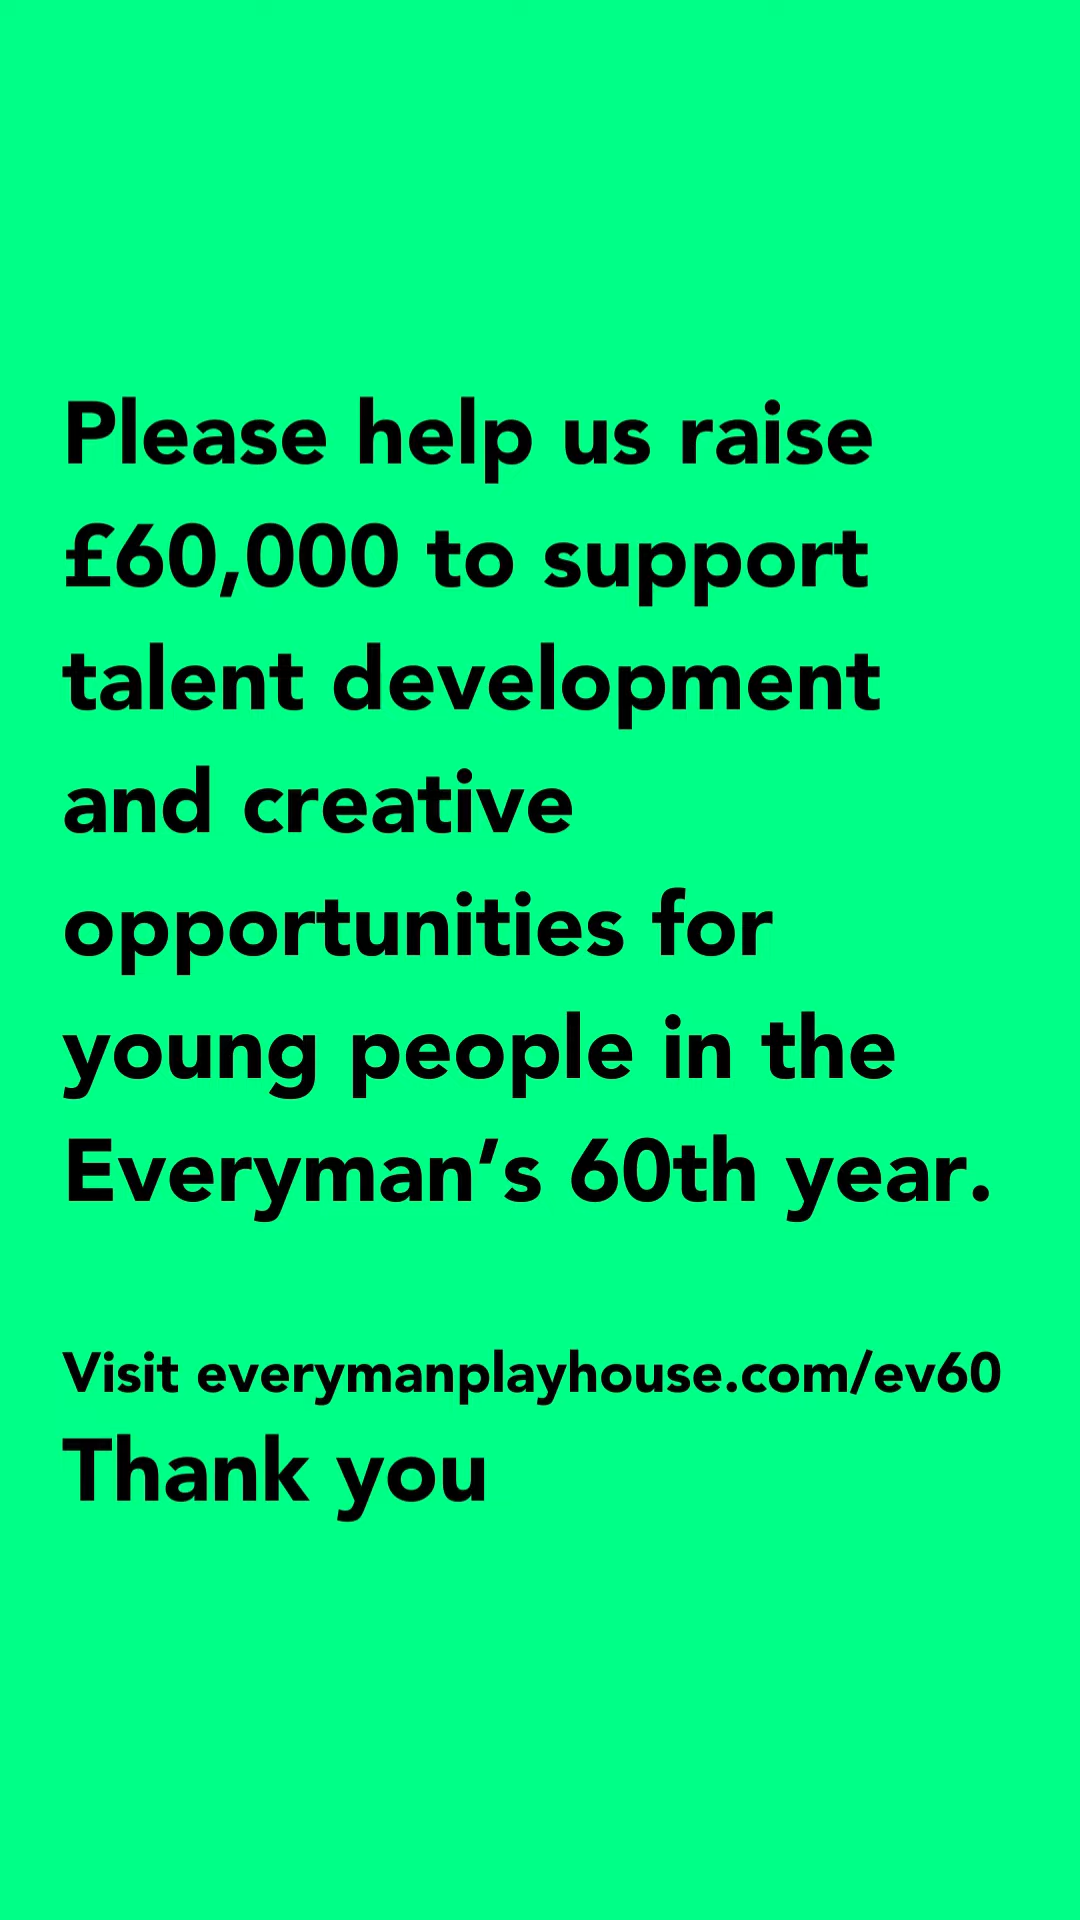 Please help us raise
£60,000 to support
talent development
and creative
opportunities for
young people in the
Everyman’s 60th year.
Visit everymanplayhouse.com/ev60
Thank you